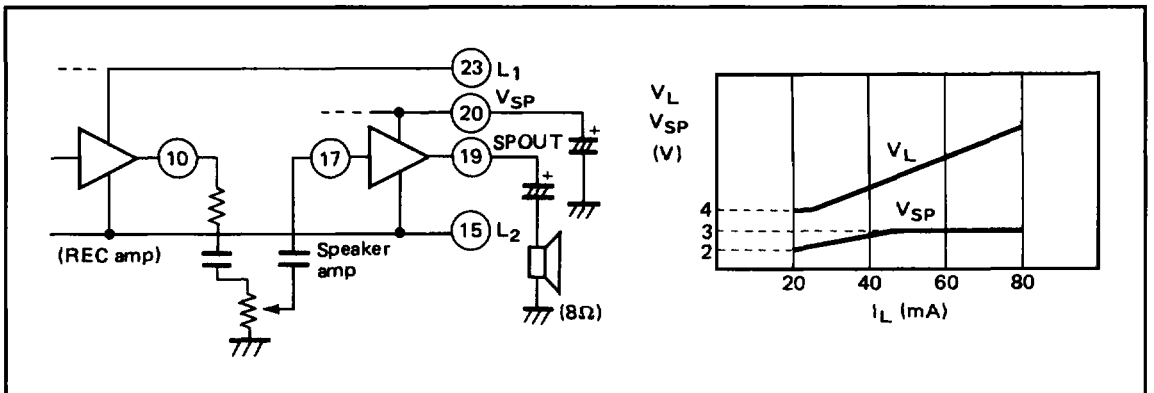 23 L1
20 VSP
10
17
19 SPOUT
15 L2
(REC amp)
Speaker
amp
(8Ω)
+
+
VL
VSP
(V)
VL
VSP
4
3
2
20 40 60 80
IL (mA)